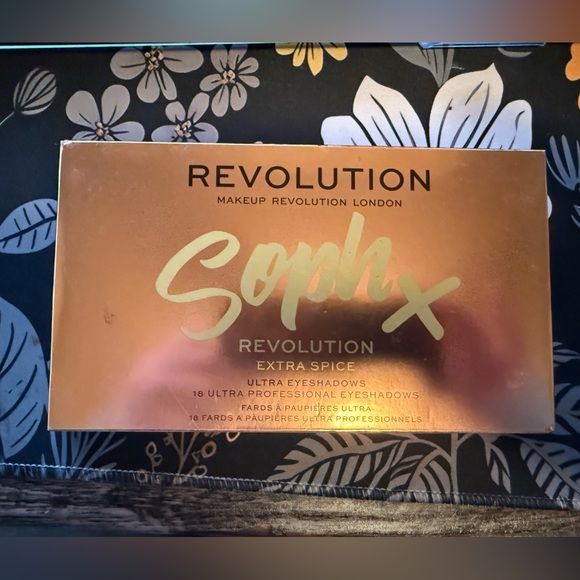 REVOLUTION
MAKEUP REVOLUTION LONDON
Soph x
REVOLUTION
EXTRA SPICE
ULTRA EYESHADOWS
18 ULTRA PROFESSIONAL EYESHADOWS.
FARDS À PAUPIÈRES ULTRA
18 FARDS À PAUPIÈRES ULTRA PROFESSIONNELS